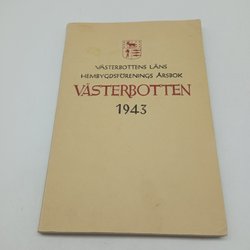 VÄSTERBOTTENS LÄNS
HEMBYGDSFÖRENINGS ÅRSBOK
VÄSTERBOTTEN
1943